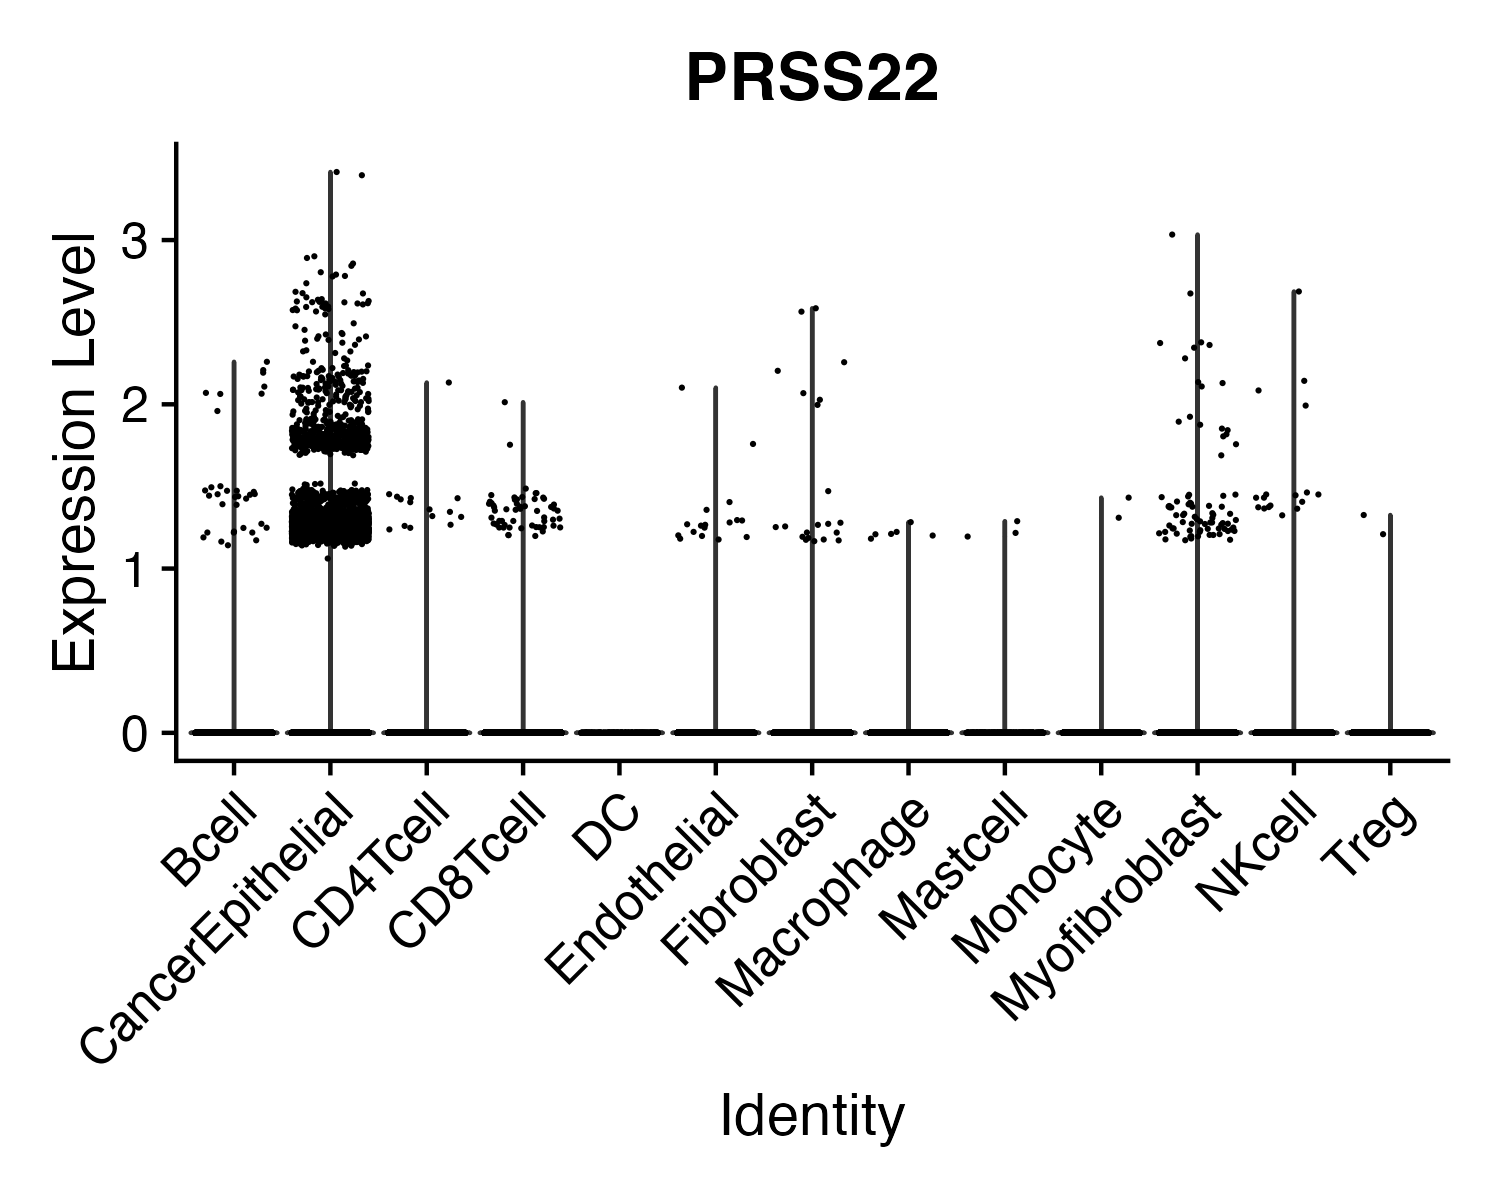 PRSS22
Expression Level
3
2
1
0
Bcell
CancerEpithelial
CD4Tcell
CD8Tcell
DC
Endothelial
Fibroblast
Macrophage
Mastcell
Monocyte
Myofibroblast
NKcell
Treg
Identity